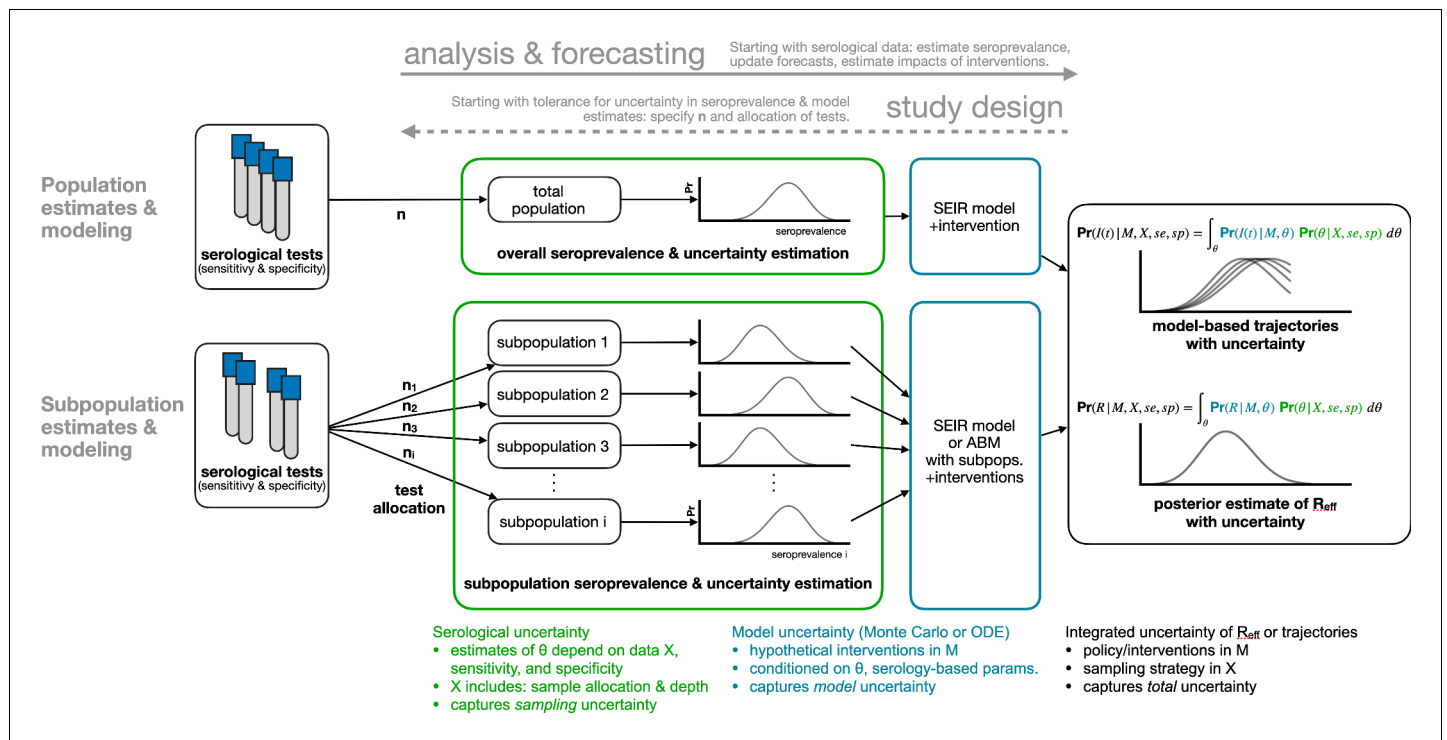 analysis & forecasting
Starting with serological data: estimate seroprevalance,
update forecasts, estimate impacts of interventions.
Starting with tolerance for uncertainty in seroprevalence & model
estimates: specify n and allocation of tests.
study design
Population
estimates &
modeling
serological tests
(sensititivy & specificity)
n
total
population
Pr
seroprevalence
overall seroprevalence & uncertainty estimation
SEIR model
+intervention
Pr(I(t)|M, X, se, sp) = ∫θ Pr(I(t)|M, θ) Pr(θ|X, se, sp) dθ
model-based trajectories
with uncertainty
Subpopulation
estimates &
modeling
serological tests
(sensititivy & specificity)
n1
n2
n3
ni
test
allocation
subpopulation 1
subpopulation 2
subpopulation 3
subpopulation i
Pr
seroprevalence i
subpopulation seroprevalence & uncertainty estimation
SEIR model
or ABM
with subpops.
+interventions
Pr(R|M, X, se, sp) = ∫θ Pr(R|M, θ) Pr(θ|X, se, sp) dθ
posterior estimate of Reff
with uncertainty
Serological uncertainty
• estimates of θ depend on data X,
sensitivity, and specificity
• X includes: sample allocation & depth
• captures sampling uncertainty
Model uncertainty (Monte Carlo or ODE)
• hypothetical interventions in M
• conditioned on θ, serology-based params.
• captures model uncertainty
Integrated uncertainty of Reff or trajectories
• policy/interventions in M
• sampling strategy in X
• captures total uncertainty